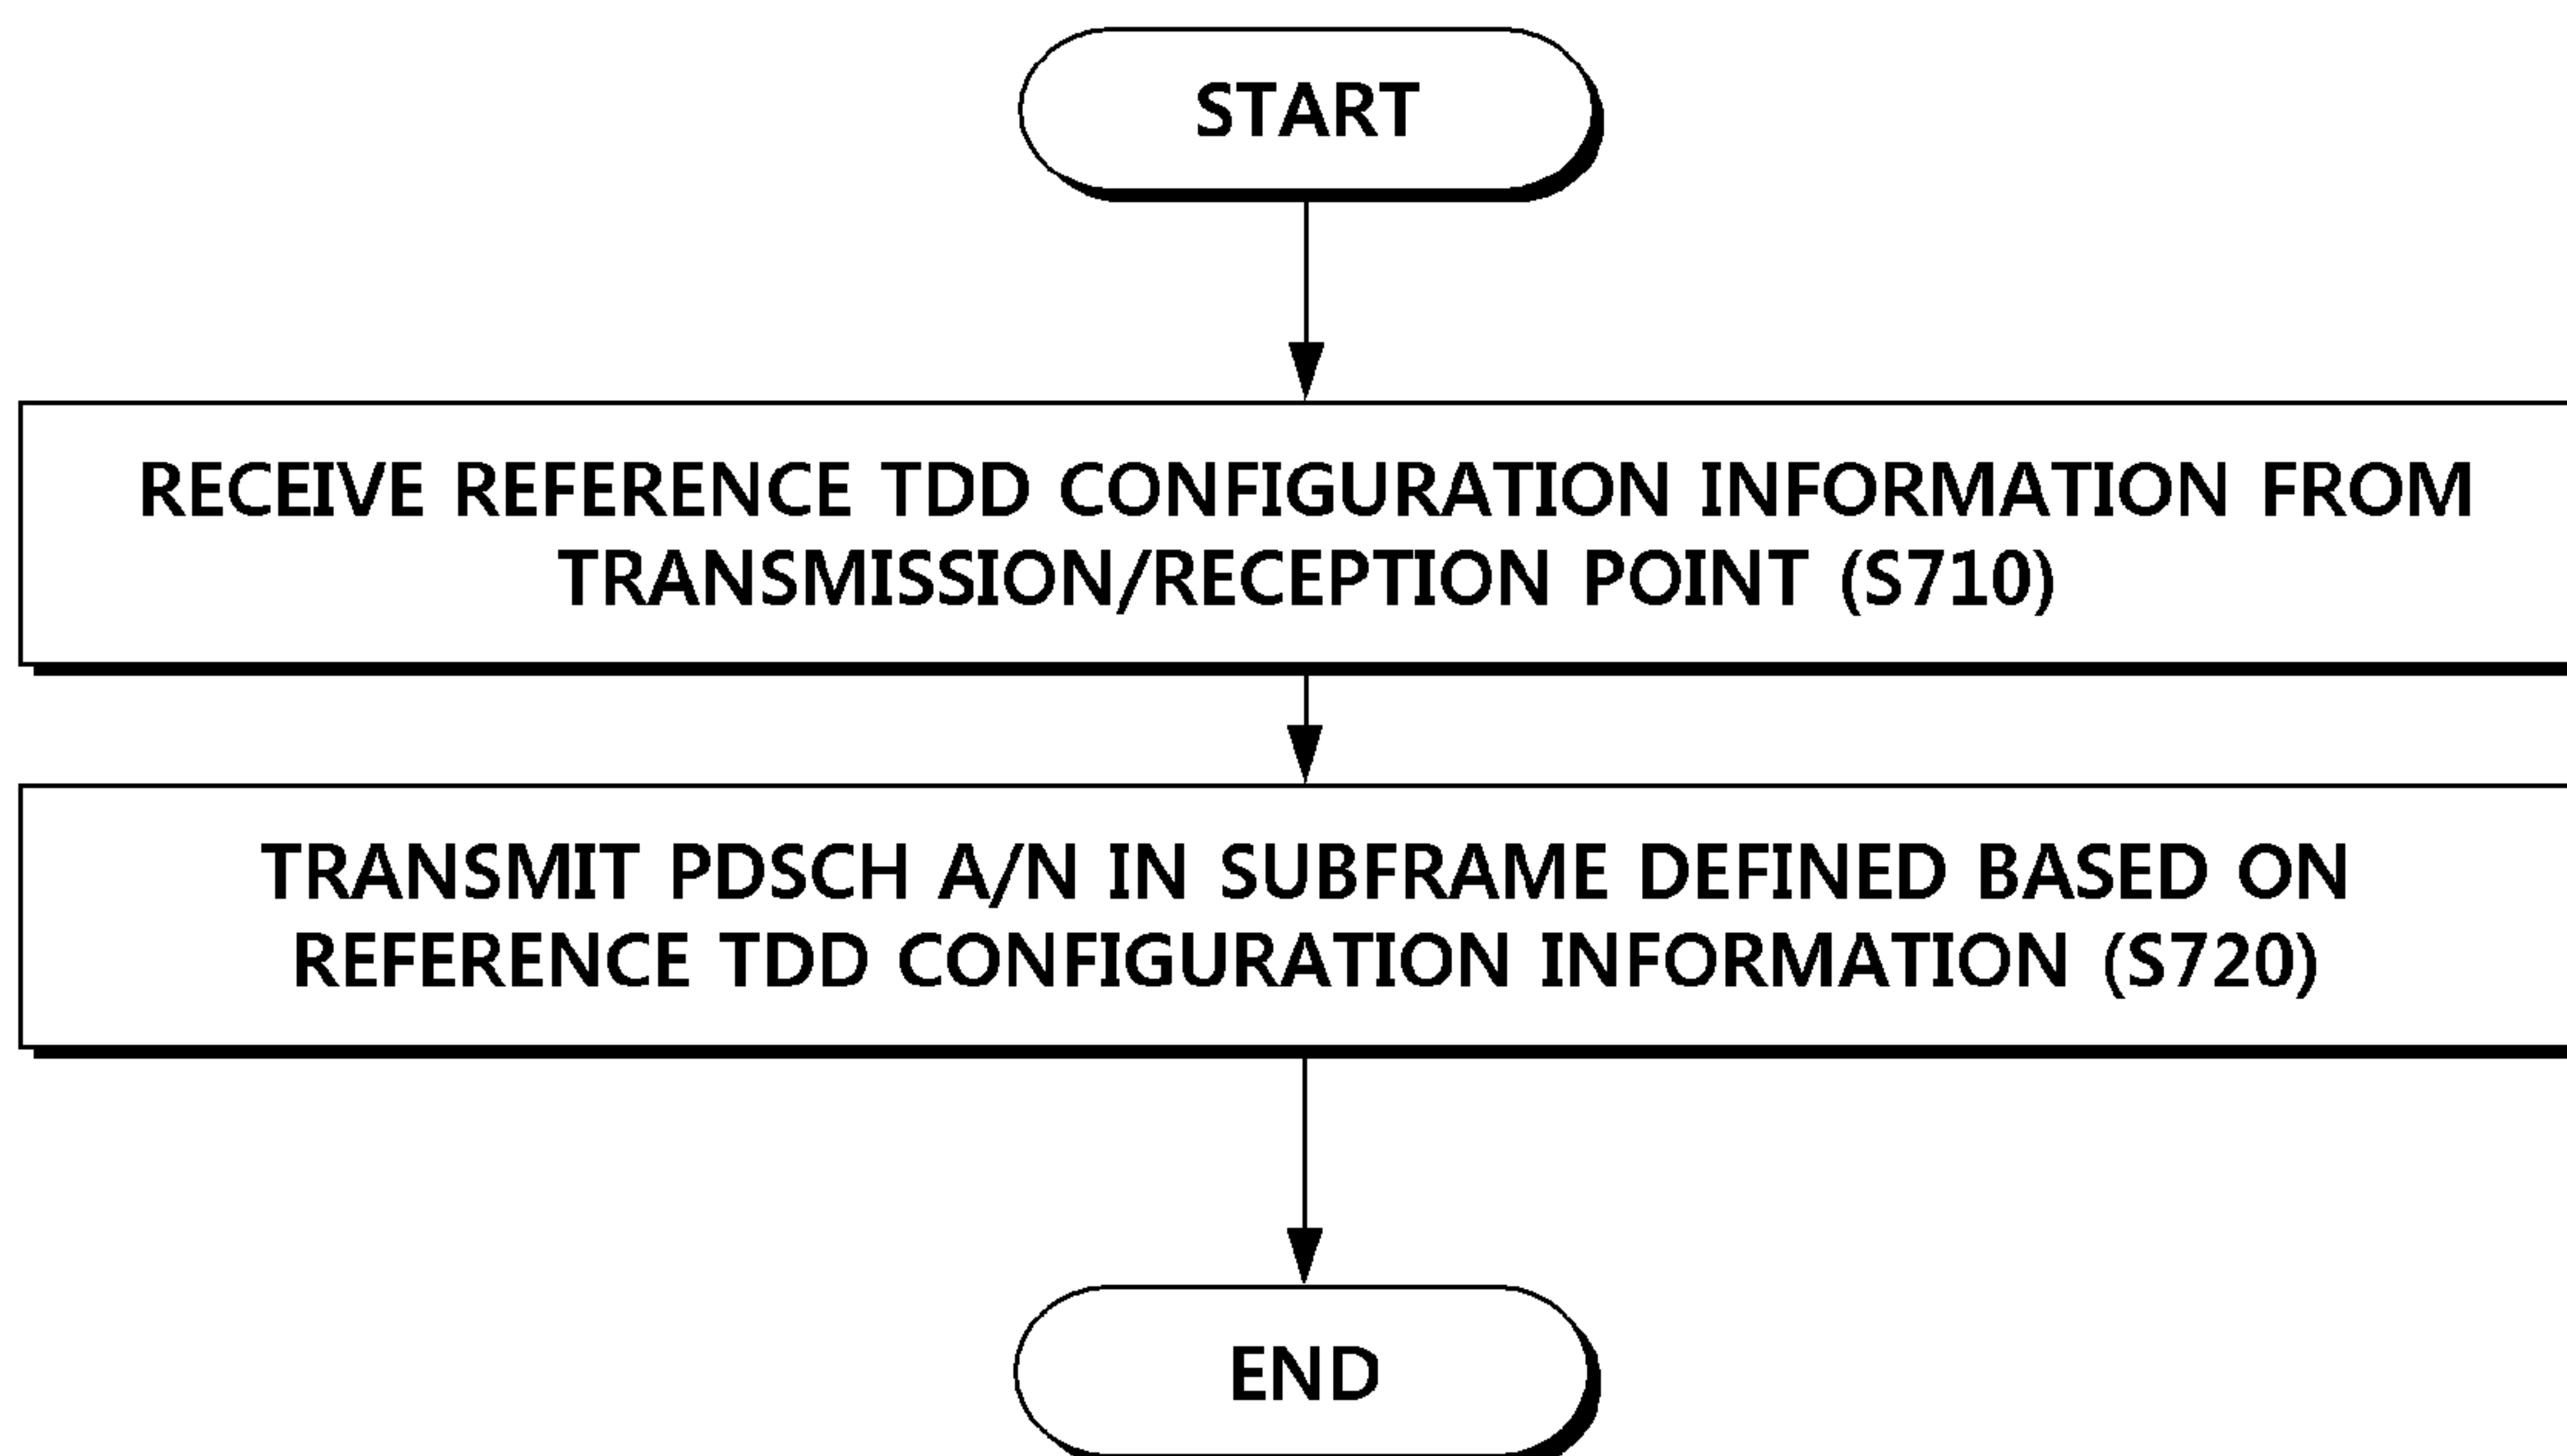 START
RECEIVE REFERENCE TDD CONFIGURATION INFORMATION FROM
TRANSMISSION/RECEPTION POINT (S710)
TRANSMIT PDSCH A/N IN SUBFRAME DEFINED BASED ON
REFERENCE TDD CONFIGURATION INFORMATION (S720)
END